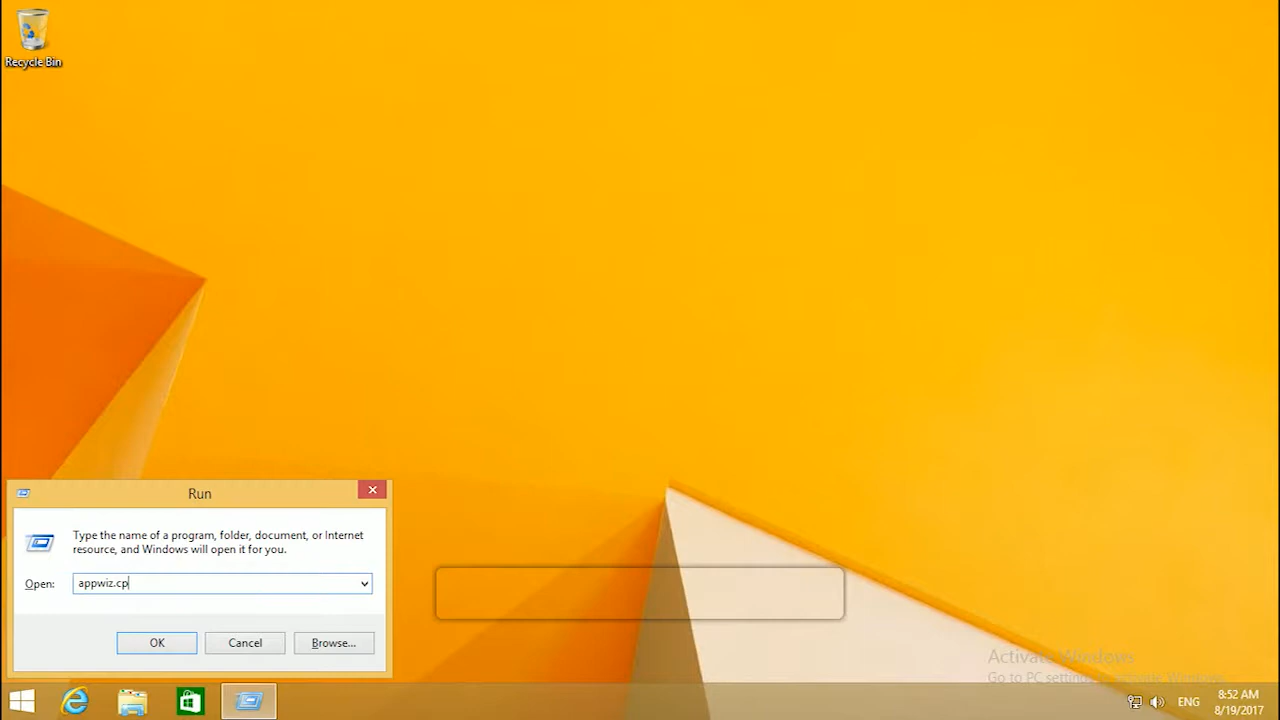 Recycle Bin
Run
Type the name of a program, folder, document, or Internet
resource, and Windows will open it for you.
Open:
appwiz.cp
OK
Cancel
Browse...
Activate Windows
Go to PC settings to activate Windows.
ENG
8:52 AM
8/19/2017